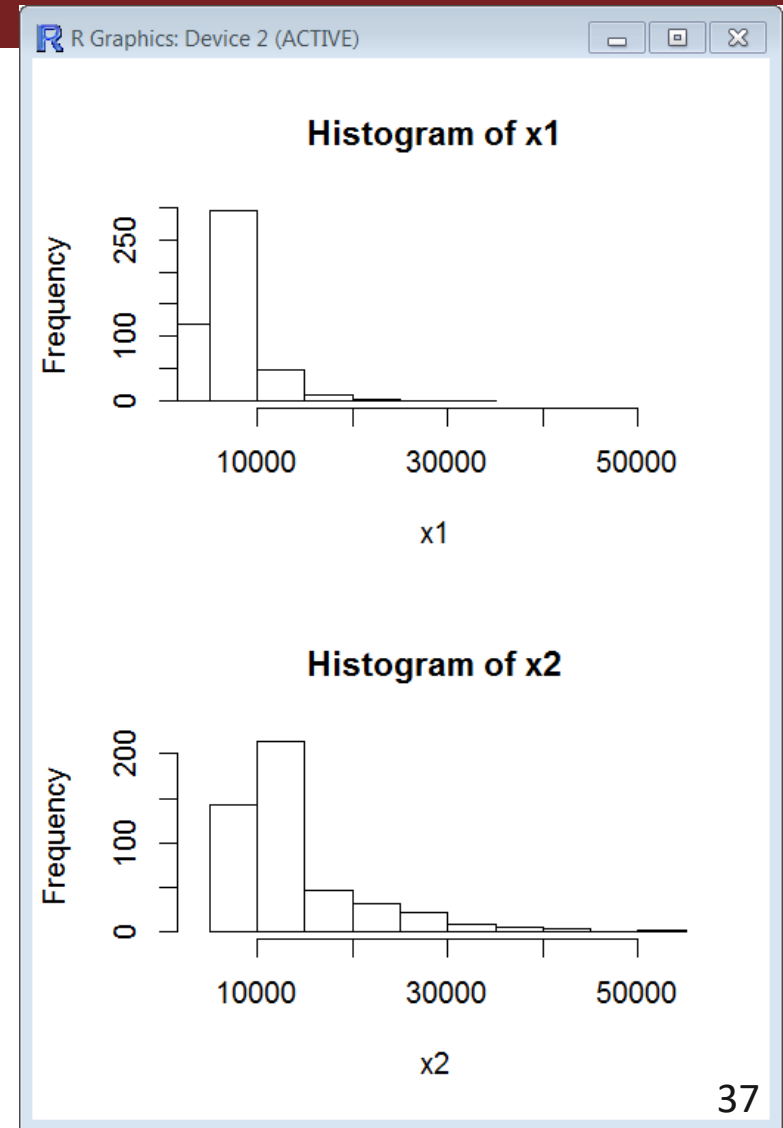 R Graphics: Device 2 (ACTIVE)
Histogram of x1
Frequency
250
100
0
10000 30000 50000
x1
Histogram of x2
Frequency
200
100
0
10000 30000 50000
x2
37